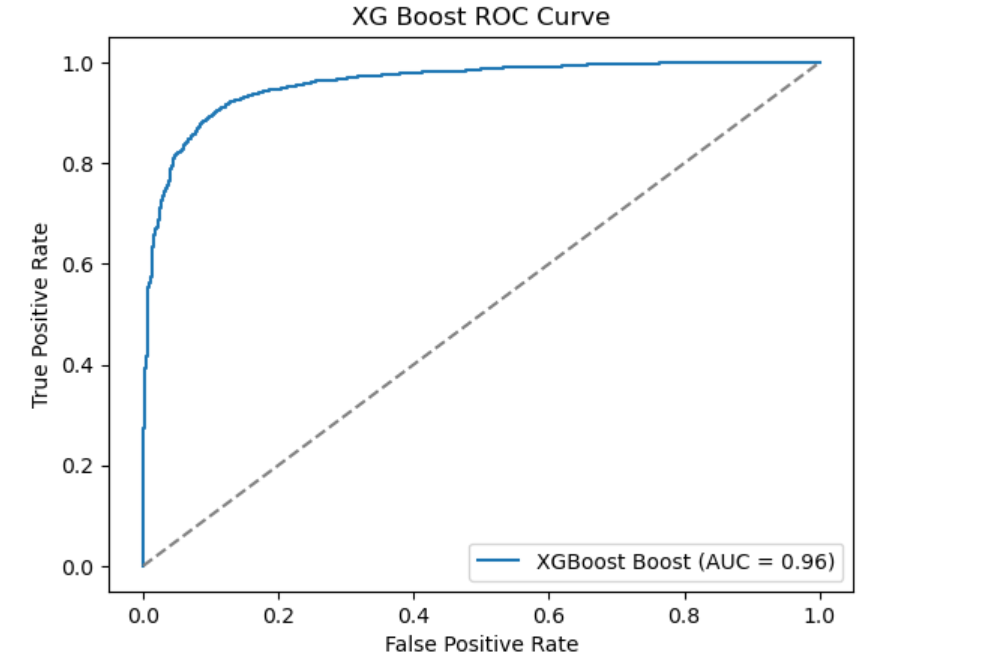 XG Boost ROC Curve
True Positive Rate
1.0
0.8
0.6
0.4
0.2
0.0
XGBoost Boost (AUC = 0.96)
0.0 0.2 0.4 0.6 0.8 1.0
False Positive Rate